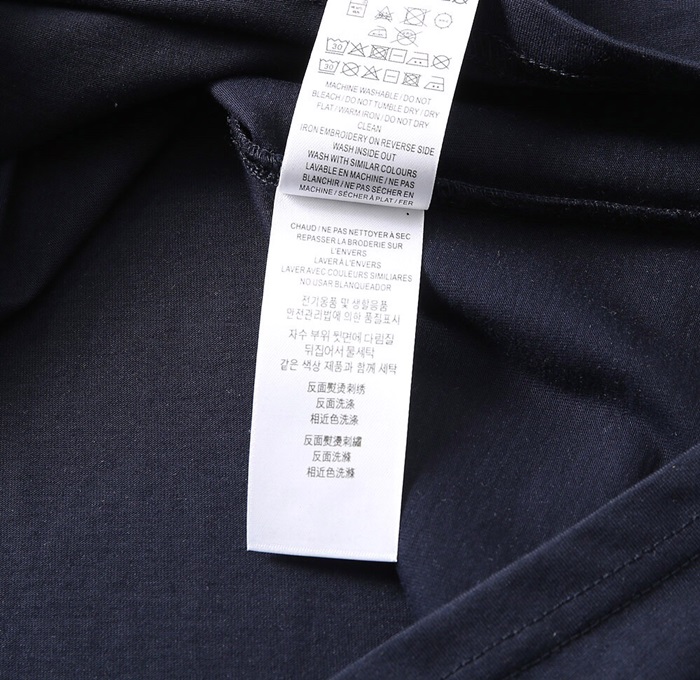 30
30
MACHINE WASHABLE / DO NOT
BLEACH / DO NOT TUMBLE DRY / DRY
FLAT / WARM IRON / DO NOT DRY
CLEAN
IRON EMBROIDERY ON REVERSE SIDE
WASH INSIDE OUT
WASH WITH SIMILAR COLOURS
LAVABLE EN MACHINE / NE PAS
BLANCHIR / NE PAS SÉCHER EN
MACHINE / SÉCHER À PLAT / FER
CHAUD / NE PAS NETTOYER À SEC
REPASSER LA BRODERIE SUR
L'ENVERS
LAVER À L'ENVERS
LAVER AVEC COULEURS SIMILIARES
NO USAR BLANQUEADOR
전기용품 및 생활용품
안전관리법에 의한 품질표시
자수 부위 뒷면에 다림질
뒤집어서 물세탁
같은 색상 제품과 함께 세탁
反面熨烫刺绣
反面洗涤
相近色洗涤
反面熨燙刺繡
反面洗滌
相近色洗滌